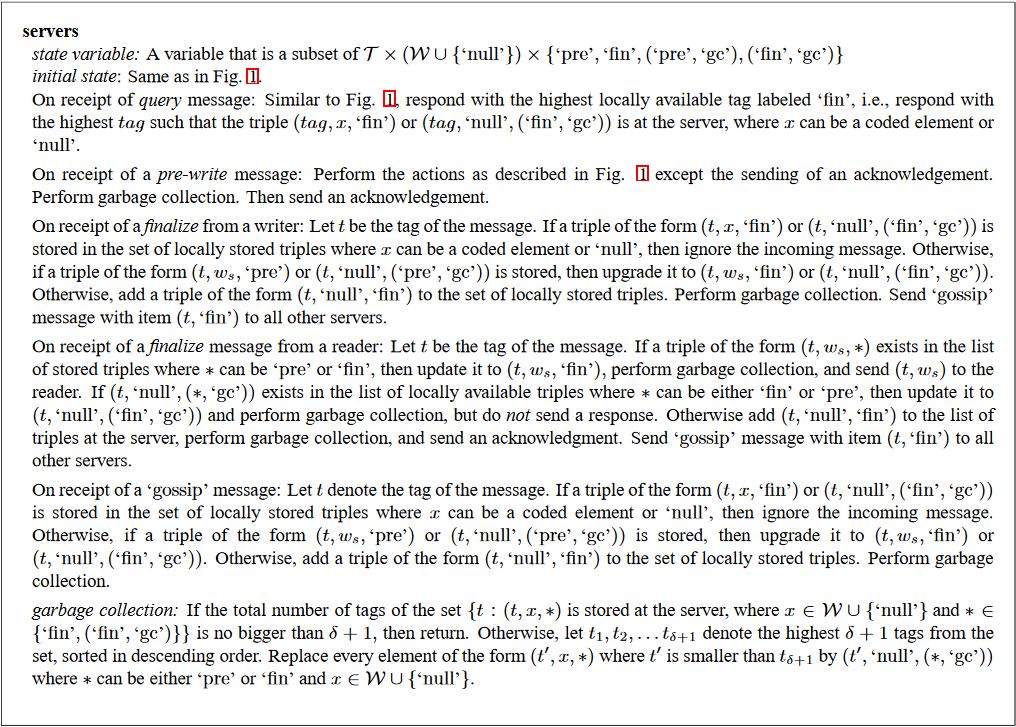 servers
state variable: A variable that is a subset of 𝒯 × (𝒲 ∪ {‘null’}) × {‘pre’, ‘fin’, (‘pre’, ‘gc’), (‘fin’, ‘gc’)}
initial state: Same as in Fig. 1.
On receipt of query message: Similar to Fig. 1, respond with the highest locally available tag labeled ‘fin’, i.e., respond with
the highest tag such that the triple (tag, x, ‘fin’) or (tag, ‘null’, (‘fin’, ‘gc’)) is at the server, where x can be a coded element or
‘null’.
On receipt of a pre-write message: Perform the actions as described in Fig. 1 except the sending of an acknowledgement.
Perform garbage collection. Then send an acknowledgement.
On receipt of a finalize from a writer: Let t be the tag of the message. If a triple of the form (t, x, ‘fin’) or (t, ‘null’, (‘fin’, ‘gc’)) is
stored in the set of locally stored triples where x can be a coded element or ‘null’, then ignore the incoming message. Otherwise,
if a triple of the form (t, wₛ, ‘pre’) or (t, ‘null’, (‘pre’, ‘gc’)) is stored, then upgrade it to (t, wₛ, ‘fin’) or (t, ‘null’, (‘fin’, ‘gc’)).
Otherwise, add a triple of the form (t, ‘null’, ‘fin’) to the set of locally stored triples. Perform garbage collection. Send ‘gossip’
message with item (t, ‘fin’) to all other servers.
On receipt of a finalize message from a reader: Let t be the tag of the message. If a triple of the form (t, wₛ, *) exists in the list
of stored triples where * can be ‘pre’ or ‘fin’, then update it to (t, wₛ, ‘fin’), perform garbage collection, and send (t, wₛ) to the
reader. If (t, ‘null’, (*, ‘gc’)) exists in the list of locally available triples where * can be either ‘fin’ or ‘pre’, then update it to
(t, ‘null’, (‘fin’, ‘gc’)) and perform garbage collection, but do not send a response. Otherwise add (t, ‘null’, ‘fin’) to the list of
triples at the server, perform garbage collection, and send an acknowledgment. Send ‘gossip’ message with item (t, ‘fin’) to all
other servers.
On receipt of a ‘gossip’ message: Let t denote the tag of the message. If a triple of the form (t, x, ‘fin’) or (t, ‘null’, (‘fin’, ‘gc’))
is stored in the set of locally stored triples where x can be a coded element or ‘null’, then ignore the incoming message.
Otherwise, if a triple of the form (t, wₛ, ‘pre’) or (t, ‘null’, (‘pre’, ‘gc’)) is stored, then upgrade it to (t, wₛ, ‘fin’) or
(t, ‘null’, (‘fin’, ‘gc’)). Otherwise, add a triple of the form (t, ‘null’, ‘fin’) to the set of locally stored triples. Perform garbage
collection.
garbage collection: If the total number of tags of the set {t : (t, x, *) is stored at the server, where x ∈ 𝒲 ∪ {‘null’} and * ∈
{‘fin’, (‘fin’, ‘gc’)}} is no bigger than δ + 1, then return. Otherwise, let t₁, t₂, . . . t_{δ+1} denote the highest δ + 1 tags from the
set, sorted in descending order. Replace every element of the form (t′, x, *) where t′ is smaller than t_{δ+1} by (t′, ‘null’, (*, ‘gc’))
where * can be either ‘pre’ or ‘fin’ and x ∈ 𝒲 ∪ {‘null’}.